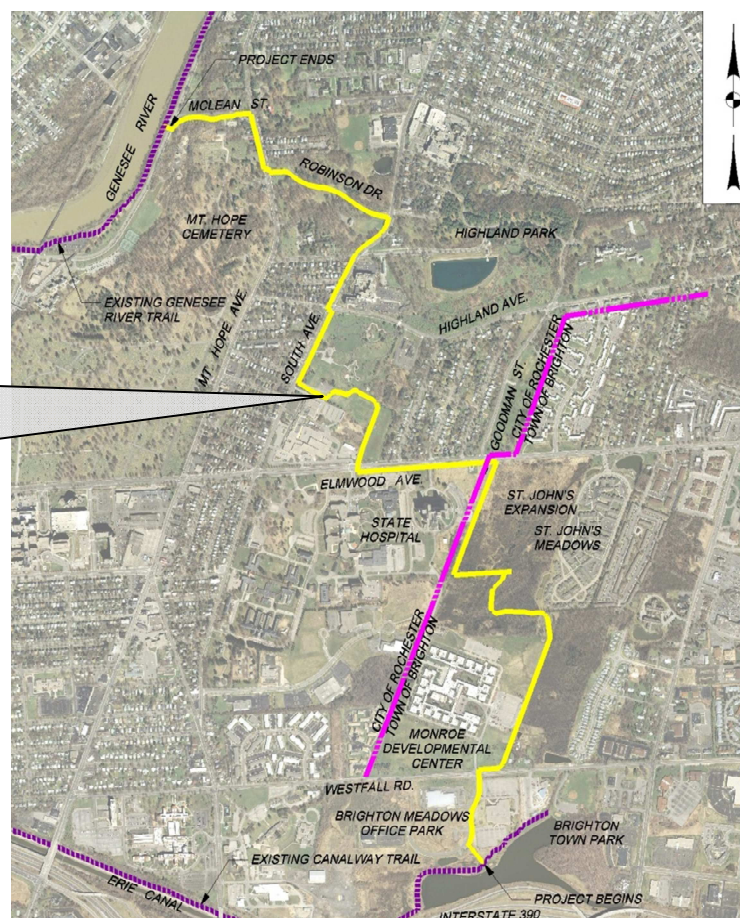 PROJECT ENDS
MCLEAN ST.
GENESEE RIVER
ROBINSON DR.
MT. HOPE
CEMETERY
HIGHLAND PARK
EXISTING GENESEE
RIVER TRAIL
MT HOPE AVE.
SOUTH AVE.
HIGHLAND AVE.
GOODMAN ST.
CITY OF ROCHESTER
TOWN OF BRIGHTON
ELMWOOD AVE.
ST. JOHN'S
EXPANSION
STATE
HOSPITAL
ST. JOHN'S
MEADOWS
CITY OF ROCHESTER
TOWN OF BRIGHTON
MONROE
DEVELOPMENTAL
CENTER
WESTFALL RD.
BRIGHTON MEADOWS
OFFICE PARK
BRIGHTON
TOWN PARK
EXISTING CANALWAY TRAIL
ERIE CANAL
PROJECT BEGINS
INTERSTATE 390